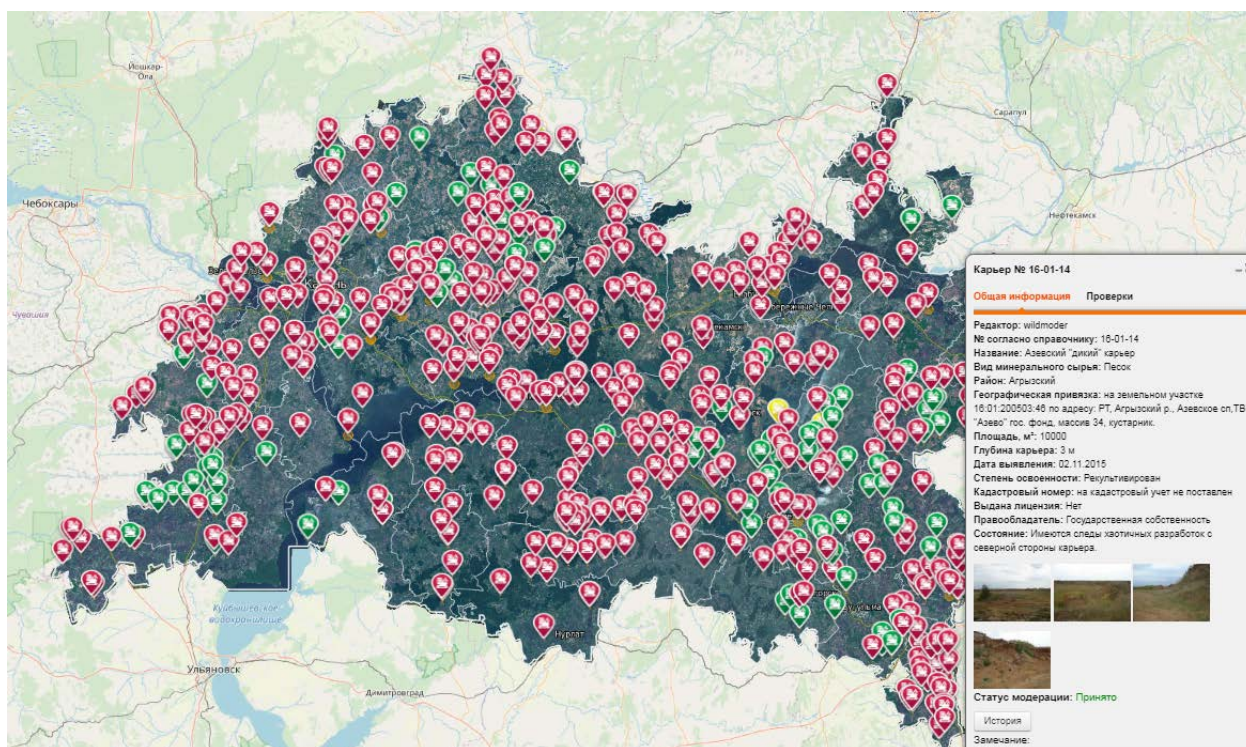 Йошкар-
Ола
Сарапул
Чебоксары
Нефтекамск
Чувашия
Куйбышевское
водохранилище
Нурлат
Ульяновск
Димитровград
Карьер № 16-01-14
Общая информация Проверки
Редактор: wildmoder
№ согласно справочнику: 16-01-14
Название: Азевский "дикий" карьер
Вид минерального сырья: Песок
Район: Агрызский
Географическая привязка: на земельном участке
16:01:200503:46 по адресу: РТ, Агрызский р., Азевское сп,ТВ
"Азево" гос. фонд, массив 34, кустарник.
Площадь, м²: 10000
Глубина карьера: 3 м
Дата выявления: 02.11.2015
Степень освоенности: Рекультивирован
Кадастровый номер: на кадастровый учет не поставлен
Выдана лицензия: Нет
Правообладатель: Государственная собственность
Состояние: Имеются следы хаотичных разработок с
северной стороны карьера.
Статус модерации: Принято
История
Замечание: